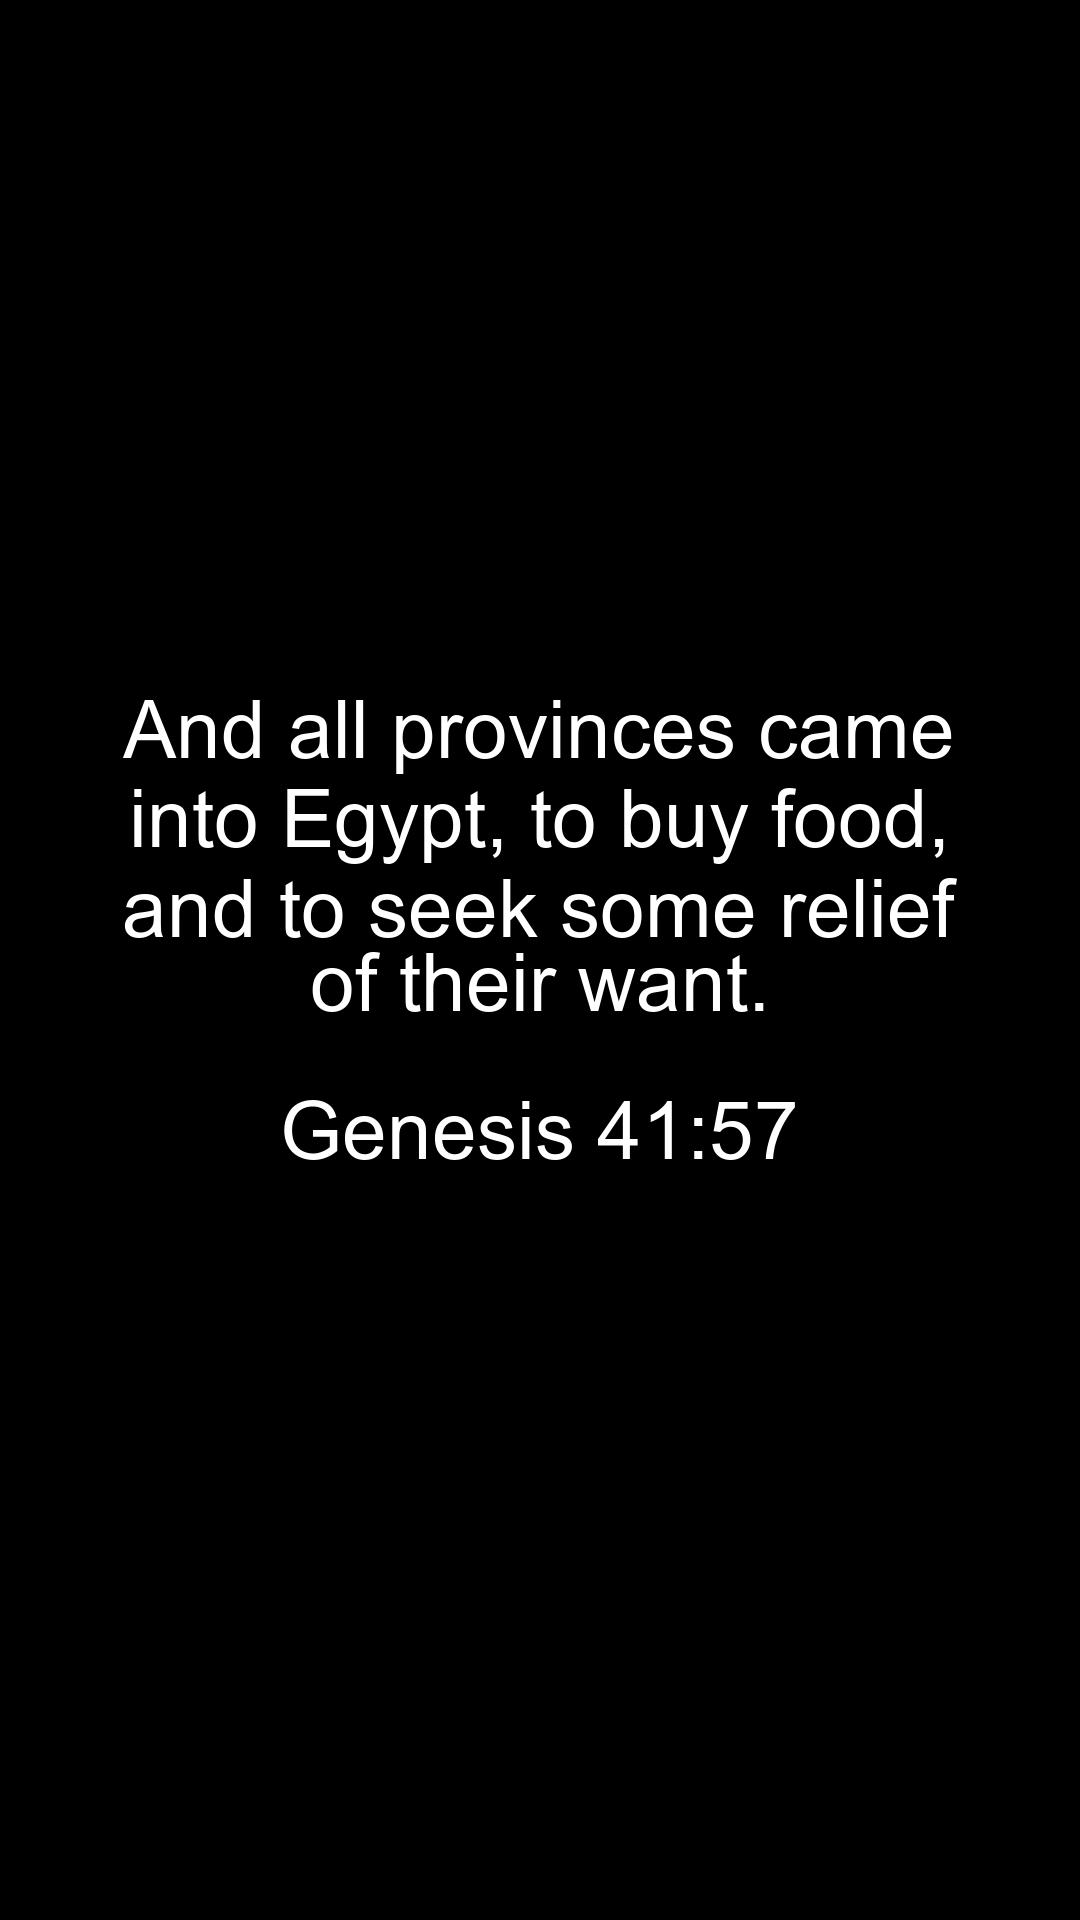 And all provinces came
into Egypt, to buy food,
and to seek some relief
of their want.
Genesis 41:57